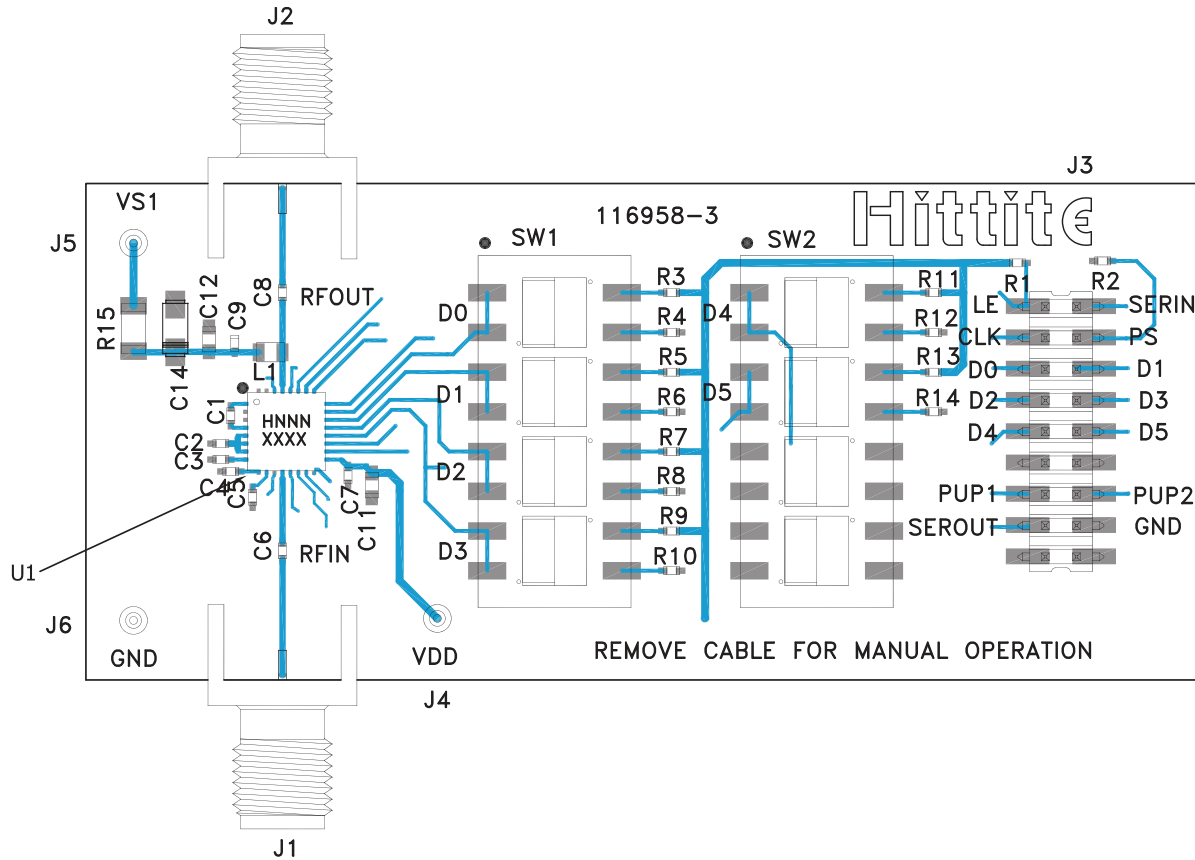 J2
J3
VS1
116958-3
Hittite
J5
SW1
SW2
C12
C9
C8
RFOUT
R15
C14
L1
D0
D1
D2
D3
R3
R4
R5
R6
R7
R8
R9
R10
D4
D5
R11
R12
R13
R14
R1
R2
LE
SERIN
CLK
PS
D0
D1
D2
D3
D4
D5
PUP1
PUP2
SEROUT
GND
HNNN
XXXX
C1
C2
C3
C4
C5
C7
C11
C6
RFIN
U1
J6
GND
VDD
REMOVE CABLE FOR MANUAL OPERATION
J4
J1